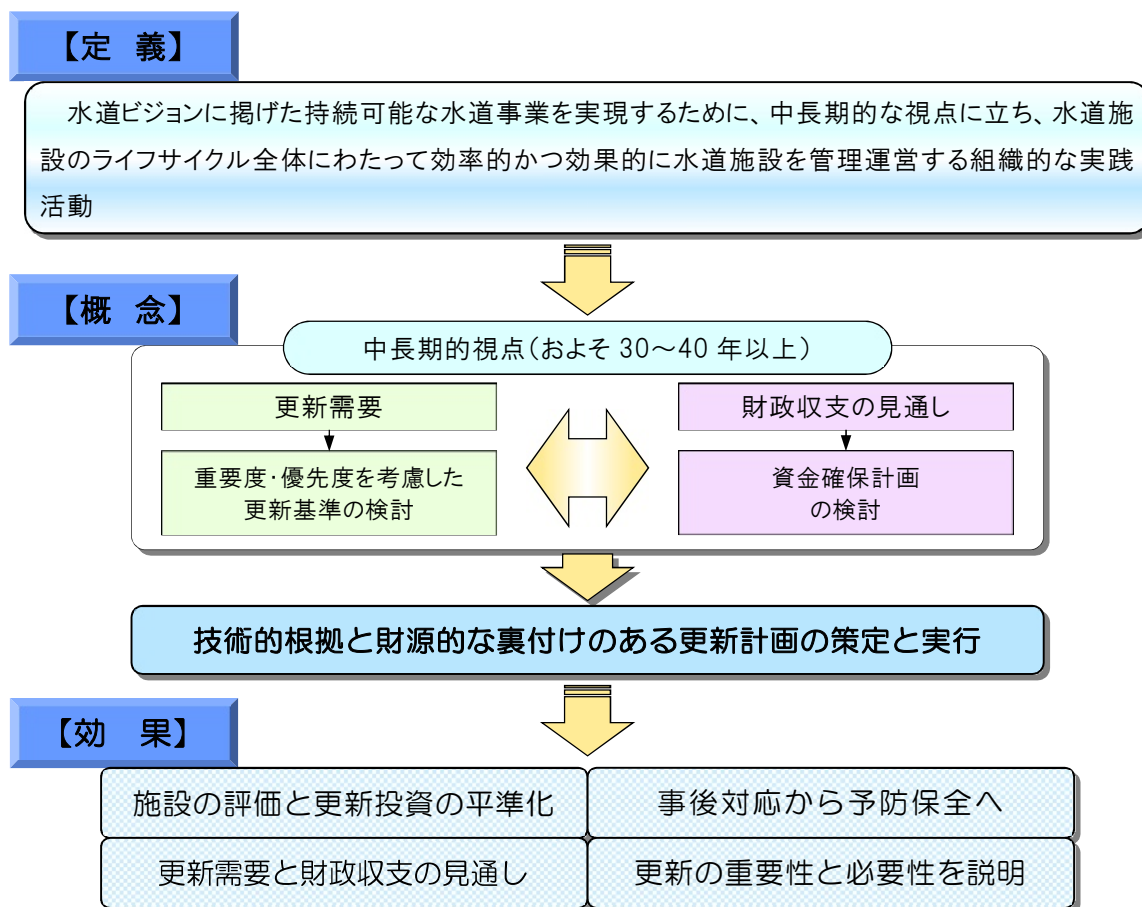 【定 義】
水道ビジョンに掲げた持続可能な水道事業を実現するために、中長期的な視点に立ち、水道施
設のライフサイクル全体にわたって効率的かつ効果的に水道施設を管理運営する組織的な実践
活動
【概 念】
中長期的視点(およそ 30~40 年以上)
更新需要
重要度・優先度を考慮した
更新基準の検討
財政収支の見通し
資金確保計画
の検討
技術的根拠と財源的な裏付けのある更新計画の策定と実行
【効 果】
施設の評価と更新投資の平準化
事後対応から予防保全へ
更新需要と財政収支の見通し
更新の重要性と必要性を説明